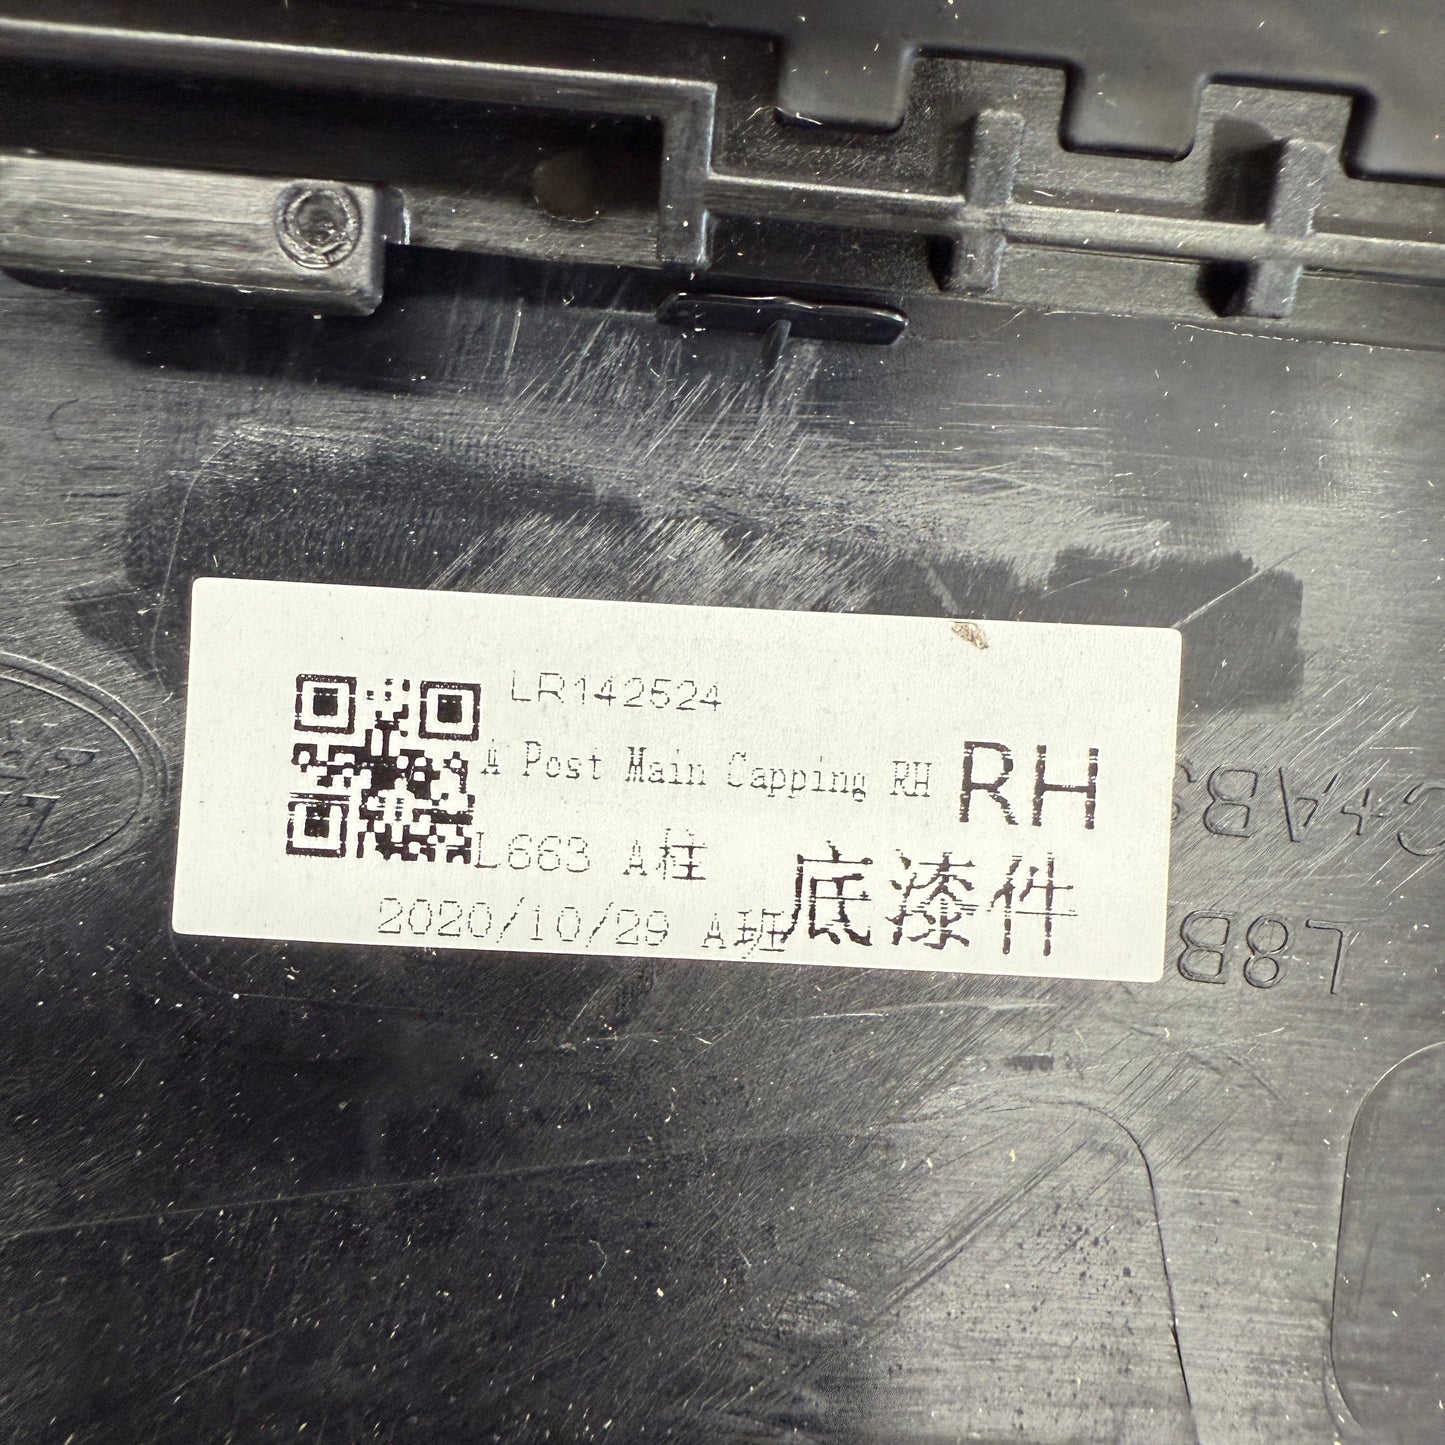 LR142524
A Post Main Capping RH
RH
L663 A柱
底漆件
2020/10/29 A班
L8B